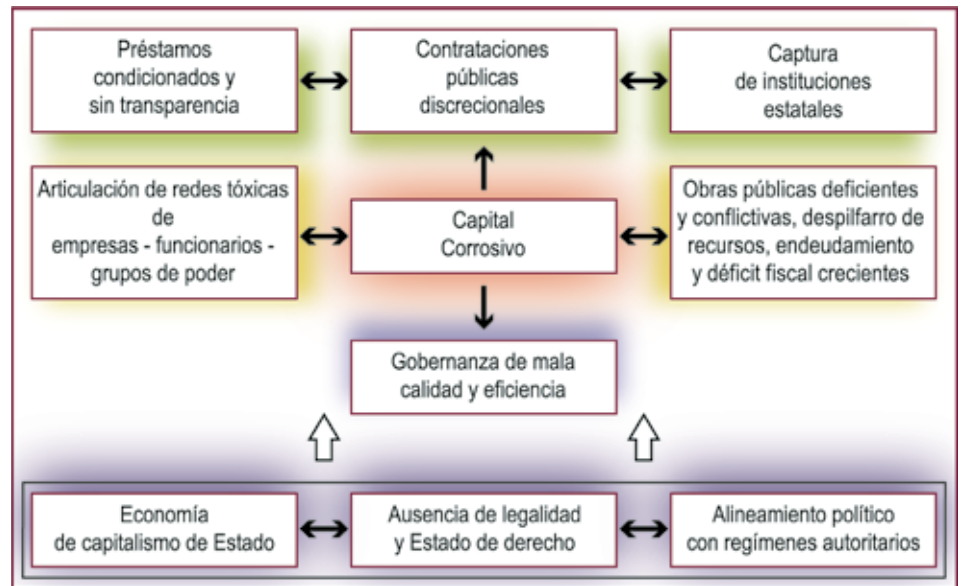 Préstamos
condicionados y
sin transparencia
Contrataciones
públicas
discrecionales
Captura
de instituciones
estatales
Articulación de redes tóxicas
de
empresas - funcionarios -
grupos de poder
Capital
Corrosivo
Obras públicas deficientes
y conflictivas, despilfarro de
recursos, endeudamiento
y déficit fiscal crecientes
Gobernanza de mala
calidad y eficiencia
Economía
de capitalismo de Estado
Ausencia de legalidad
y Estado de derecho
Alineamiento político
con regímenes autoritarios